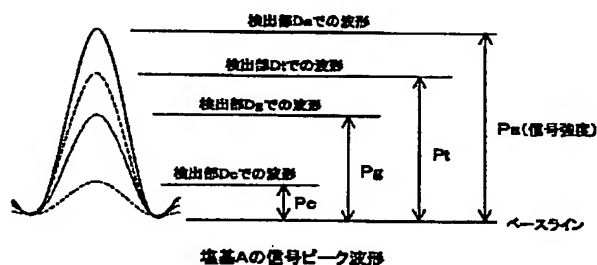 検出部Daでの波形
検出部Dtでの波形
検出部Dgでの波形
検出部Dcでの波形
Pc
Pg
Pt
Pa(信号強度)
ベースライン
塩基Aの信号ピーク波形